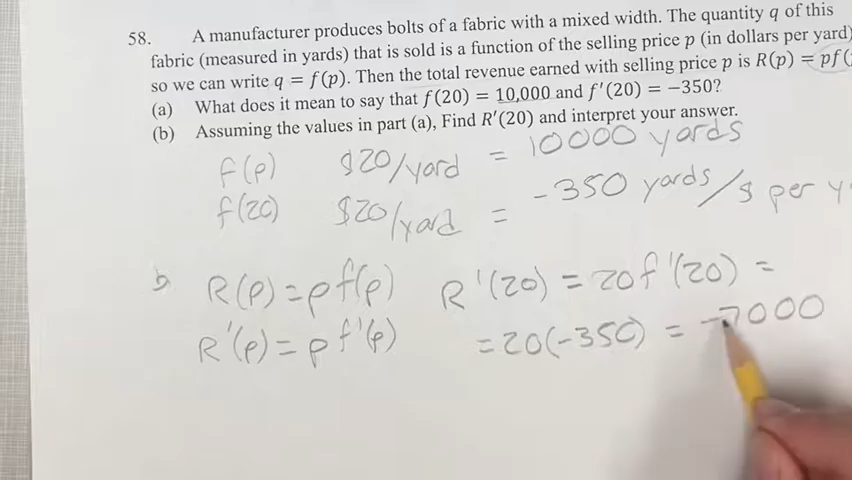 58. A manufacturer produces bolts of a fabric with a mixed width. The quantity q of this
fabric (measured in yards) that is sold is a function of the selling price p (in dollars per yard)
so we can write q = f(p). Then the total revenue earned with selling price p is R(p) = pf(
(a) What does it mean to say that f(20) = 10,000 and f′(20) = −350?
(b) Assuming the values in part (a), Find R′(20) and interpret your answer.
f(p) $20/yard = 10000 yards
f(20) $20/yard = -350 yards/$ per y
b R(p)=pf(p) R'(20) = 20f'(20) =
R'(p)=pf'(p) =20(-350) = -7000